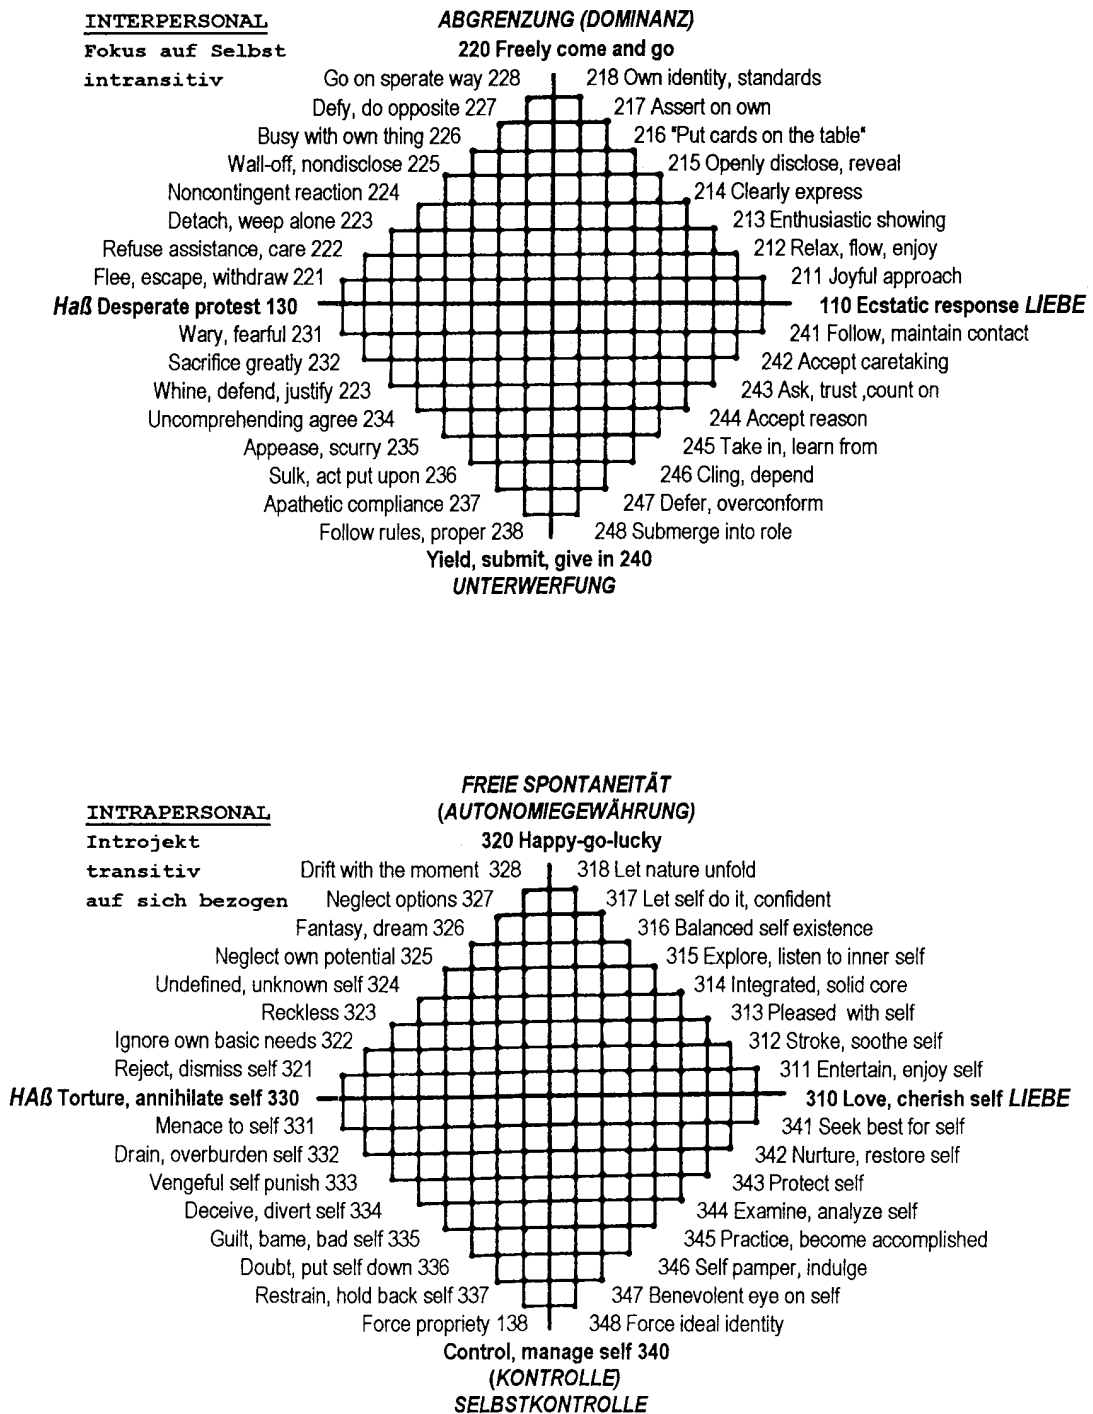 INTERPERSONAL
Fokus auf Selbst
intransitiv
ABGRENZUNG (DOMINANZ)
220 Freely come and go
Go on sperate way 228
218 Own identity, standards
Defy, do opposite 227
217 Assert on own
Busy with own thing 226
216 "Put cards on the table"
Wall-off, nondisclose 225
215 Openly disclose, reveal
Noncontingent reaction 224
214 Clearly express
Detach, weep alone 223
213 Enthusiastic showing
Refuse assistance, care 222
212 Relax, flow, enjoy
Flee, escape, withdraw 221
211 Joyful approach
Haß Desperate protest 130
110 Ecstatic response LIEBE
Wary, fearful 231
241 Follow, maintain contact
Sacrifice greatly 232
242 Accept caretaking
Whine, defend, justify 223
243 Ask, trust ,count on
Uncomprehending agree 234
244 Accept reason
Appease, scurry 235
245 Take in, learn from
Sulk, act put upon 236
246 Cling, depend
Apathetic compliance 237
247 Defer, overconform
Follow rules, proper 238
248 Submerge into role
Yield, submit, give in 240
UNTERWERFUNG
INTRAPERSONAL
Introjekt
transitiv
auf sich bezogen
FREIE SPONTANEITÄT
(AUTONOMIEGEWÄHRUNG)
320 Happy-go-lucky
Drift with the moment 328
318 Let nature unfold
Neglect options 327
317 Let self do it, confident
Fantasy, dream 326
316 Balanced self existence
Neglect own potential 325
315 Explore, listen to inner self
Undefined, unknown self 324
314 Integrated, solid core
Reckless 323
313 Pleased with self
Ignore own basic needs 322
312 Stroke, soothe self
Reject, dismiss self 321
311 Entertain, enjoy self
HAß Torture, annihilate self 330
310 Love, cherish self LIEBE
Menace to self 331
341 Seek best for self
Drain, overburden self 332
342 Nurture, restore self
Vengeful self punish 333
343 Protect self
Deceive, divert self 334
344 Examine, analyze self
Guilt, bame, bad self 335
345 Practice, become accomplished
Doubt, put self down 336
346 Self pamper, indulge
Restrain, hold back self 337
347 Benevolent eye on self
Force propriety 138
348 Force ideal identity
Control, manage self 340
(KONTROLLE)
SELBSTKONTROLLE